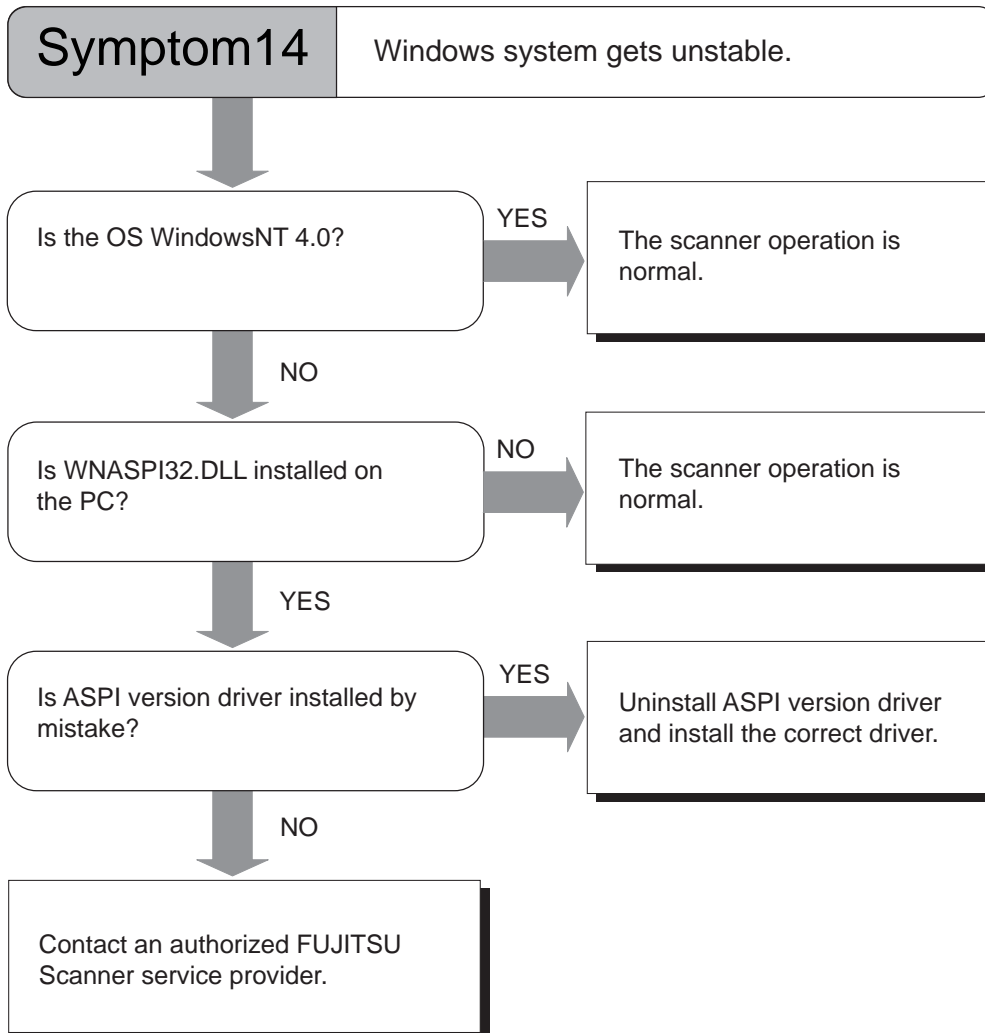 Symptom14
Windows system gets unstable.
Is the OS WindowsNT 4.0?
YES
The scanner operation is
normal.
NO
Is WNASPI32.DLL installed on
the PC?
NO
The scanner operation is
normal.
YES
Is ASPI version driver installed by
mistake?
YES
Uninstall ASPI version driver
and install the correct driver.
NO
Contact an authorized FUJITSU
Scanner service provider.